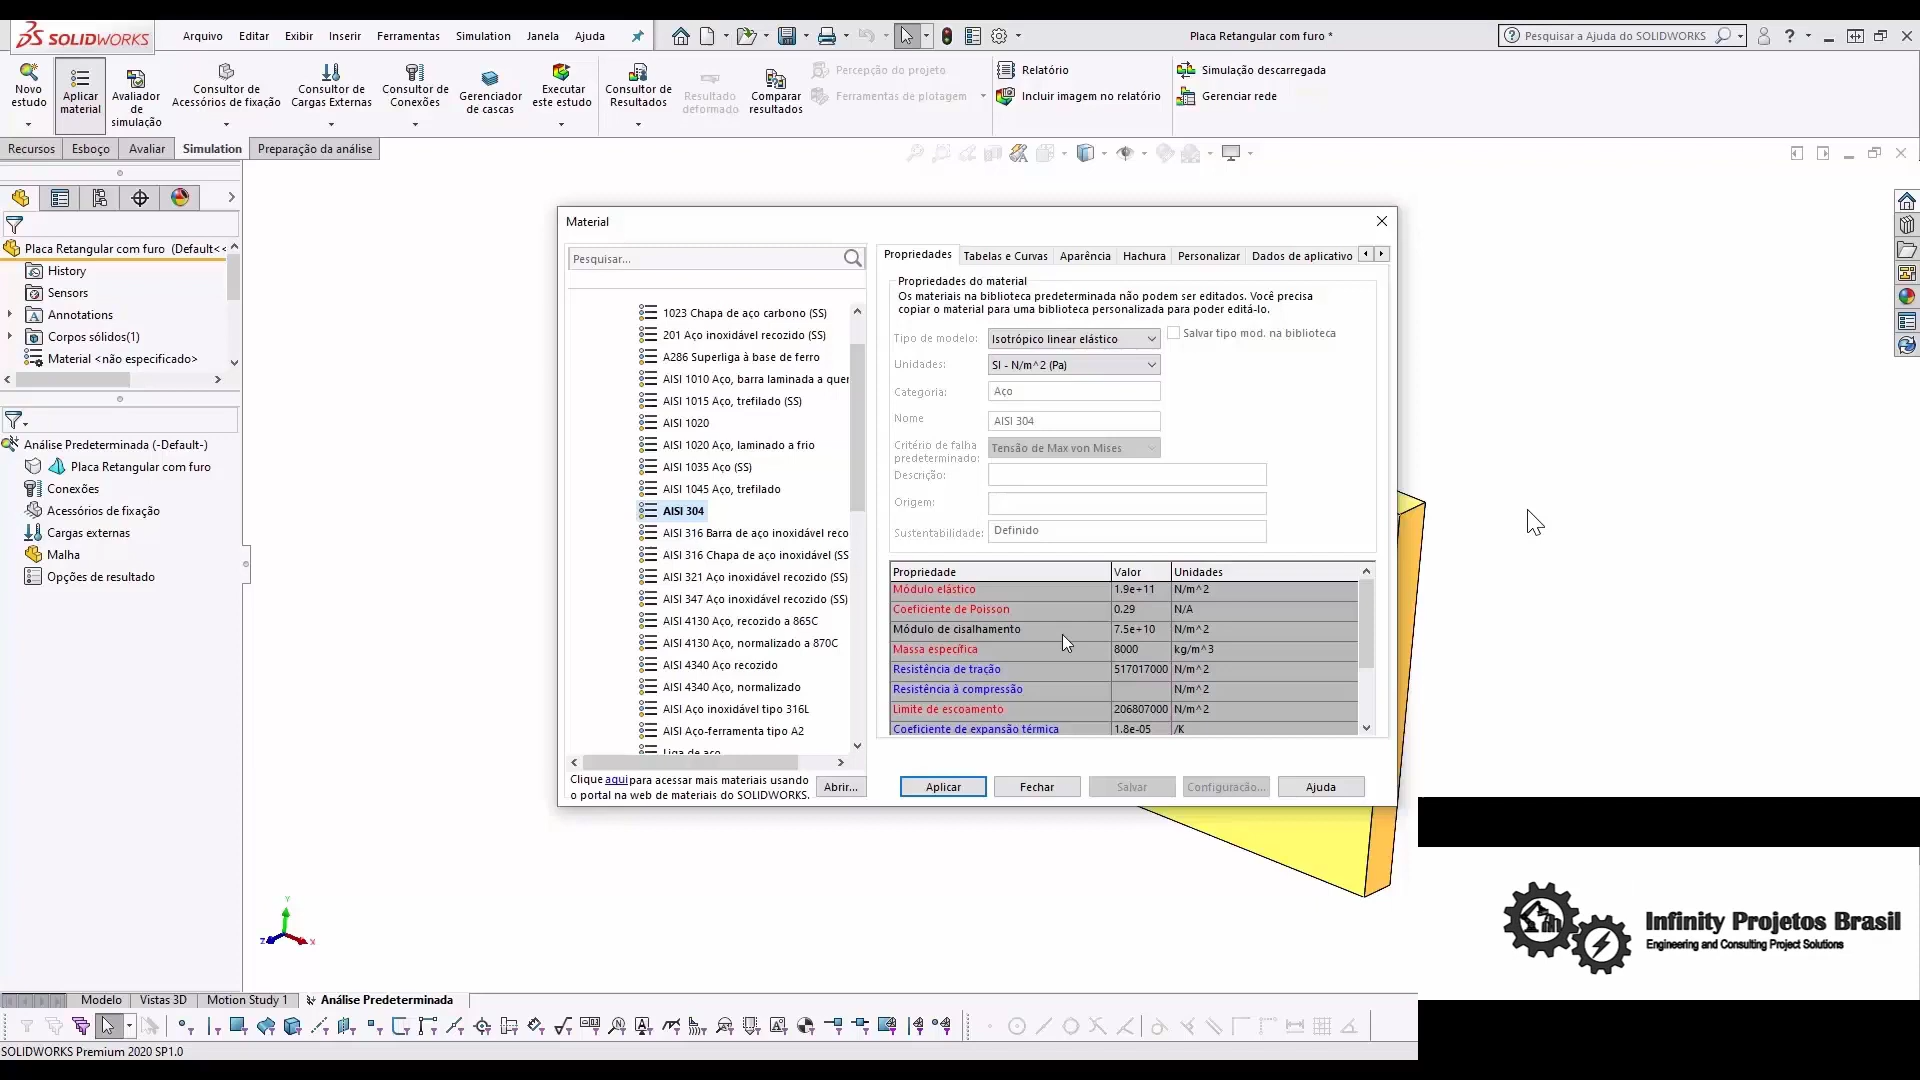 SOLIDWORKS
Arquivo Editar Exibir Inserir Ferramentas Simulation Janela Ajuda
Placa Retangular com furo *
Pesquisar a Ajuda do SOLIDWORKS
Novo estudo
Aplicar material
Avaliador de simulação
Consultor de Acessórios de fixação
Consultor de Cargas Externas
Consultor de Conexões
Gerenciador de cascas
Executar este estudo
Consultor de Resultados
Resultado deformado
Comparar resultados
Percepção do projeto
Ferramentas de plotagem
Relatório
Incluir imagem no relatório
Simulação descarregada
Gerenciar rede
Recursos Esboço Avaliar Simulation Preparação da análise
Placa Retangular com furo (Default<<
History
Sensors
Annotations
Corpos sólidos(1)
Material <não especificado>
Análise Predeterminada (-Default-)
Placa Retangular com furo
Conexões
Acessórios de fixação
Cargas externas
Malha
Opções de resultado
Material
Pesquisar...
1023 Chapa de aço carbono (SS)
201 Aço inoxidável recozido (SS)
A286 Superliga à base de ferro
AISI 1010 Aço, barra laminada a quer
AISI 1015 Aço, trefilado (SS)
AISI 1020
AISI 1020 Aço, laminado a frio
AISI 1035 Aço (SS)
AISI 1045 Aço, trefilado
AISI 304
AISI 316 Barra de aço inoxidável reco
AISI 316 Chapa de aço inoxidável (SS
AISI 321 Aço inoxidável recozido (SS)
AISI 347 Aço inoxidável recozido (SS)
AISI 4130 Aço, recozido a 865C
AISI 4130 Aço, normalizado a 870C
AISI 4340 Aço recozido
AISI 4340 Aço, normalizado
AISI Aço inoxidável tipo 316L
AISI Aço-ferramenta tipo A2
Liga de aço
Clique aqui para acessar mais materiais usando
o portal na web de materiais do SOLIDWORKS.
Abrir...
Propriedades Tabelas e Curvas Aparência Hachura Personalizar Dados de aplicativo
Propriedades do material
Os materiais na biblioteca predeterminada não podem ser editados. Você precisa
copiar o material para uma biblioteca personalizada para poder editá-lo.
Tipo de modelo: Isotrópico linear elástico Salvar tipo mod. na biblioteca
Unidades: SI - N/m^2 (Pa)
Categoria: Aço
Nome AISI 304
Critério de falha predeterminado: Tensão de Max von Mises
Descrição:
Origem:
Sustentabilidade: Definido
Propriedade Valor Unidades
Módulo elástico 1.9e+11 N/m^2
Coeficiente de Poisson 0.29 N/A
Módulo de cisalhamento 7.5e+10 N/m^2
Massa específica 8000 kg/m^3
Resistência de tração 517017000 N/m^2
Resistência à compressão N/m^2
Limite de escoamento 206807000 N/m^2
Coeficiente de expansão térmica 1.8e-05 /K
Aplicar Fechar Salvar Configuração... Ajuda
Y
Z X
Infinity Projetos Brasil
Engineering and Consulting Project Solutions
Modelo Vistas 3D Motion Study 1 Análise Predeterminada
SOLIDWORKS Premium 2020 SP1.0